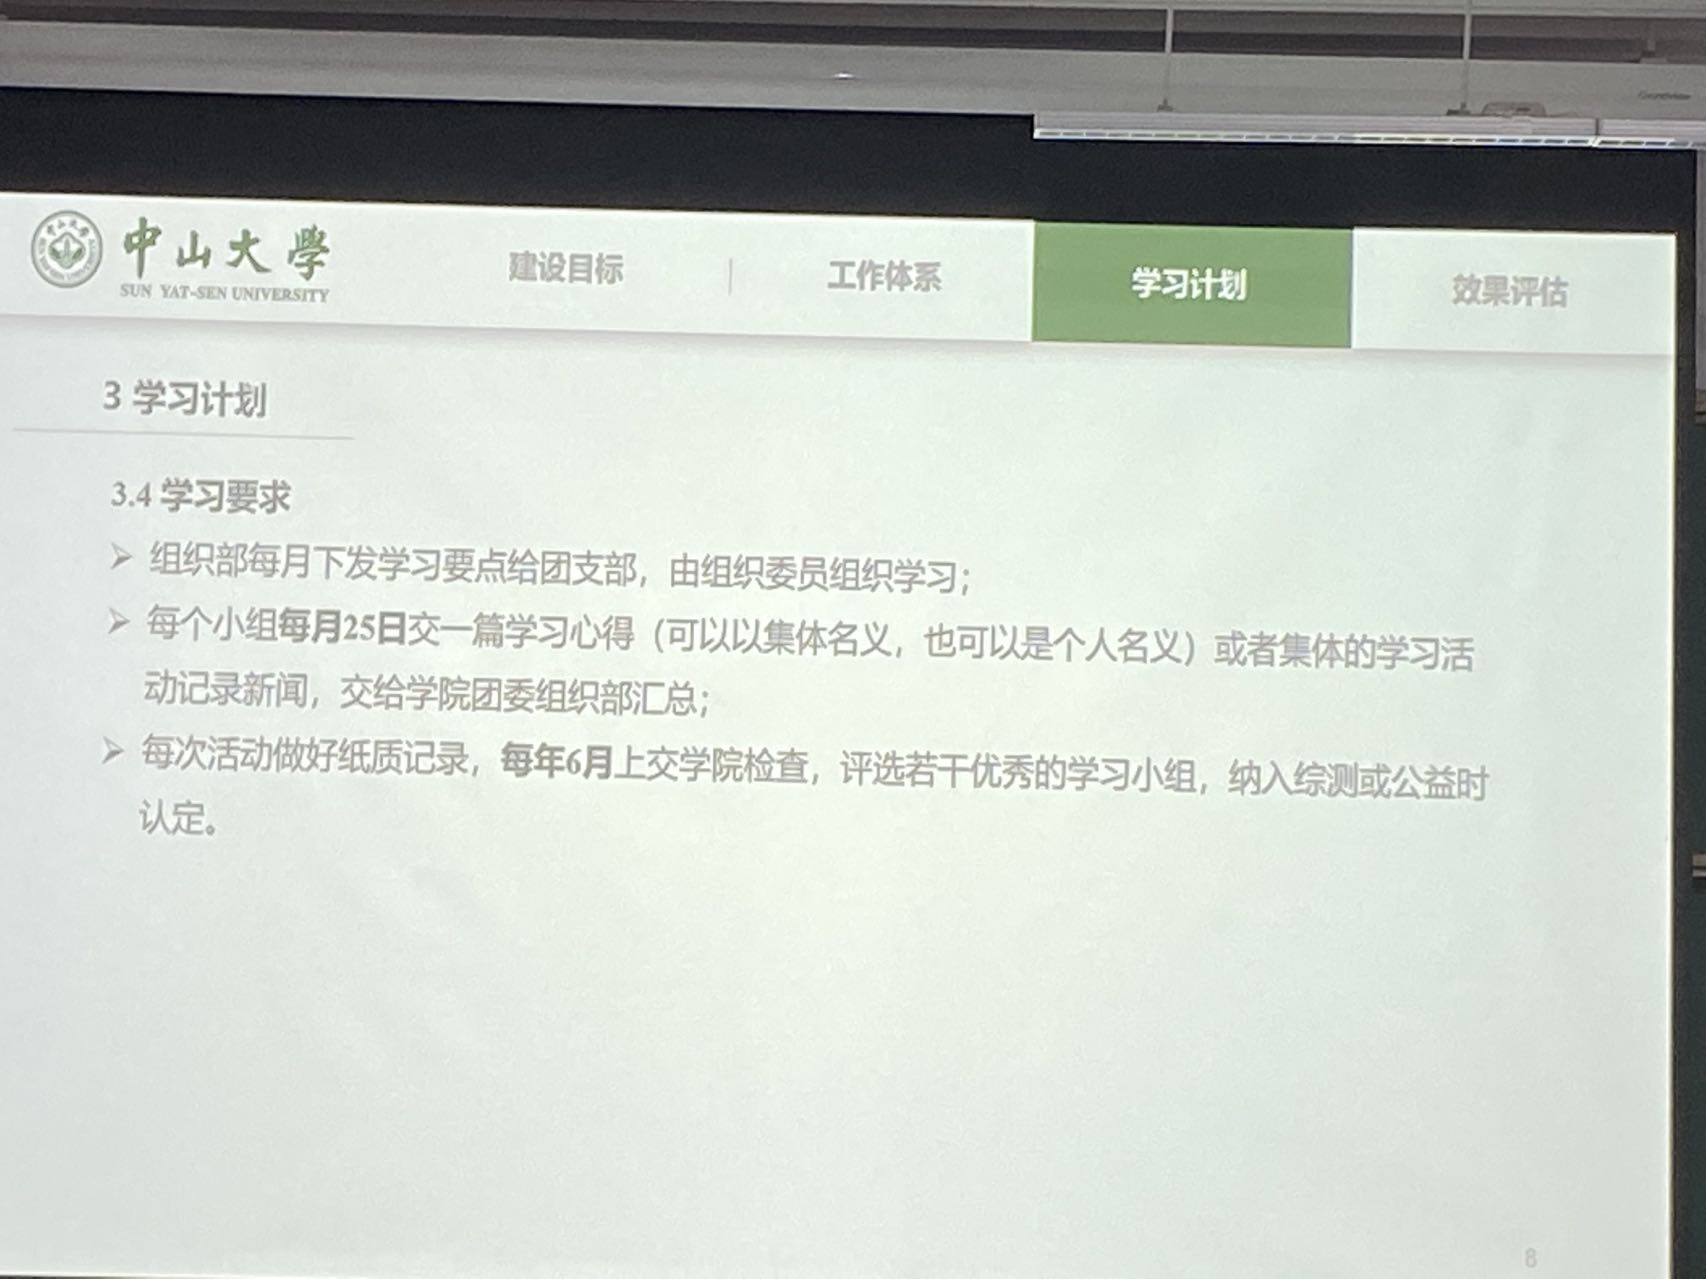 中山大學
SUN YAT-SEN UNIVERSITY
建设目标
工作体系
学习计划
效果评估
3 学习计划
3.4 学习要求
➢ 组织部每月下发学习要点给团支部，由组织委员组织学习；
➢ 每个小组每月25日交一篇学习心得（可以以集体名义，也可以是个人名义）或者集体的学习活
动记录新闻，交给学院团委组织部汇总；
➢ 每次活动做好纸质记录，每年6月上交学院检查，评选若干优秀的学习小组，纳入综测或公益时
认定。
8